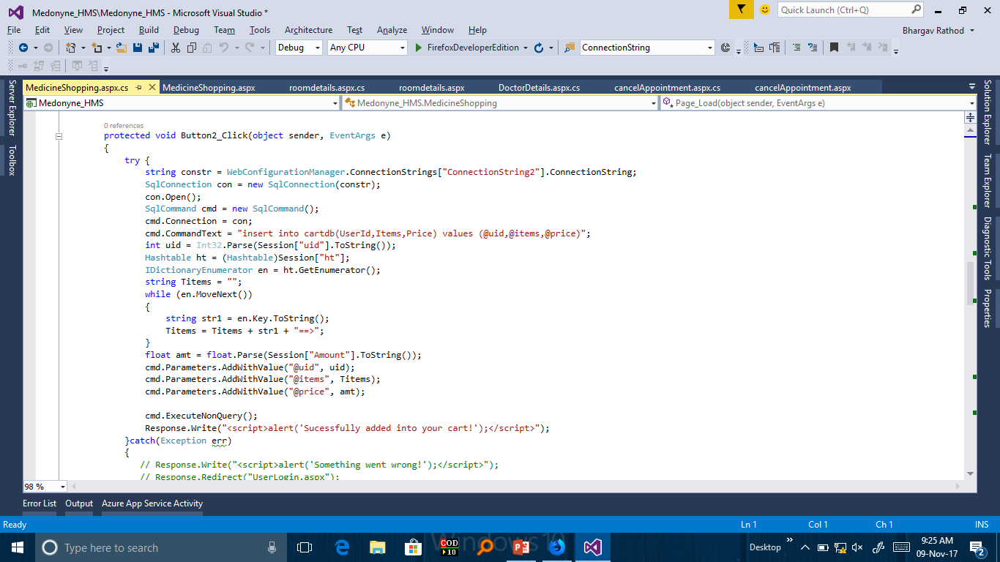 Medonyne_HMS\Medonyne_HMS - Microsoft Visual Studio *
Quick Launch (Ctrl+Q)
File Edit View Project Build Debug Team Tools Architecture Test Analyze Window Help
Bhargav Rathod
Debug Any CPU FirefoxDeveloperEdition ConnectionString
MedicineShopping.aspx.cs MedicineShopping.aspx roomdetails.aspx.cs roomdetails.aspx DoctorDetails.aspx.cs cancelAppointment.aspx.cs cancelAppointment.aspx
Medonyne_HMS Medonyne_HMS.MedicineShopping Page_Load(object sender, EventArgs e)
Server Explorer
Toolbox
0 references
protected void Button2_Click(object sender, EventArgs e)
{
try {
string constr = WebConfigurationManager.ConnectionStrings["ConnectionString2"].ConnectionString;
SqlConnection con = new SqlConnection(constr);
con.Open();
SqlCommand cmd = new SqlCommand();
cmd.Connection = con;
cmd.CommandText = "insert into cartdb(UserId,Items,Price) values (@uid,@items,@price)";
int uid = Int32.Parse(Session["uid"].ToString());
Hashtable ht = (Hashtable)Session["ht"];
IDictionaryEnumerator en = ht.GetEnumerator();
string Titems = "";
while (en.MoveNext())
{
string str1 = en.Key.ToString();
Titems = Titems + str1 + "==>";
}
float amt = float.Parse(Session["Amount"].ToString());
cmd.Parameters.AddWithValue("@uid", uid);
cmd.Parameters.AddWithValue("@items", Titems);
cmd.Parameters.AddWithValue("@price", amt);
cmd.ExecuteNonQuery();
Response.Write("<script>alert('Sucessfully added into your cart!');</script>");
}catch(Exception err)
{
// Response.Write("<script>alert('Something went wrong!');</script>");
// Response.Redirect("UserLogin.aspx");
Solution Explorer
Team Explorer
Diagnostic Tools
Properties
98 %
Error List Output Azure App Service Activity
Ready Ln 1 Col 1 Ch 1 INS
Type here to search
COD
10
Windows 10
Desktop
9:25 AM
09-Nov-17
2